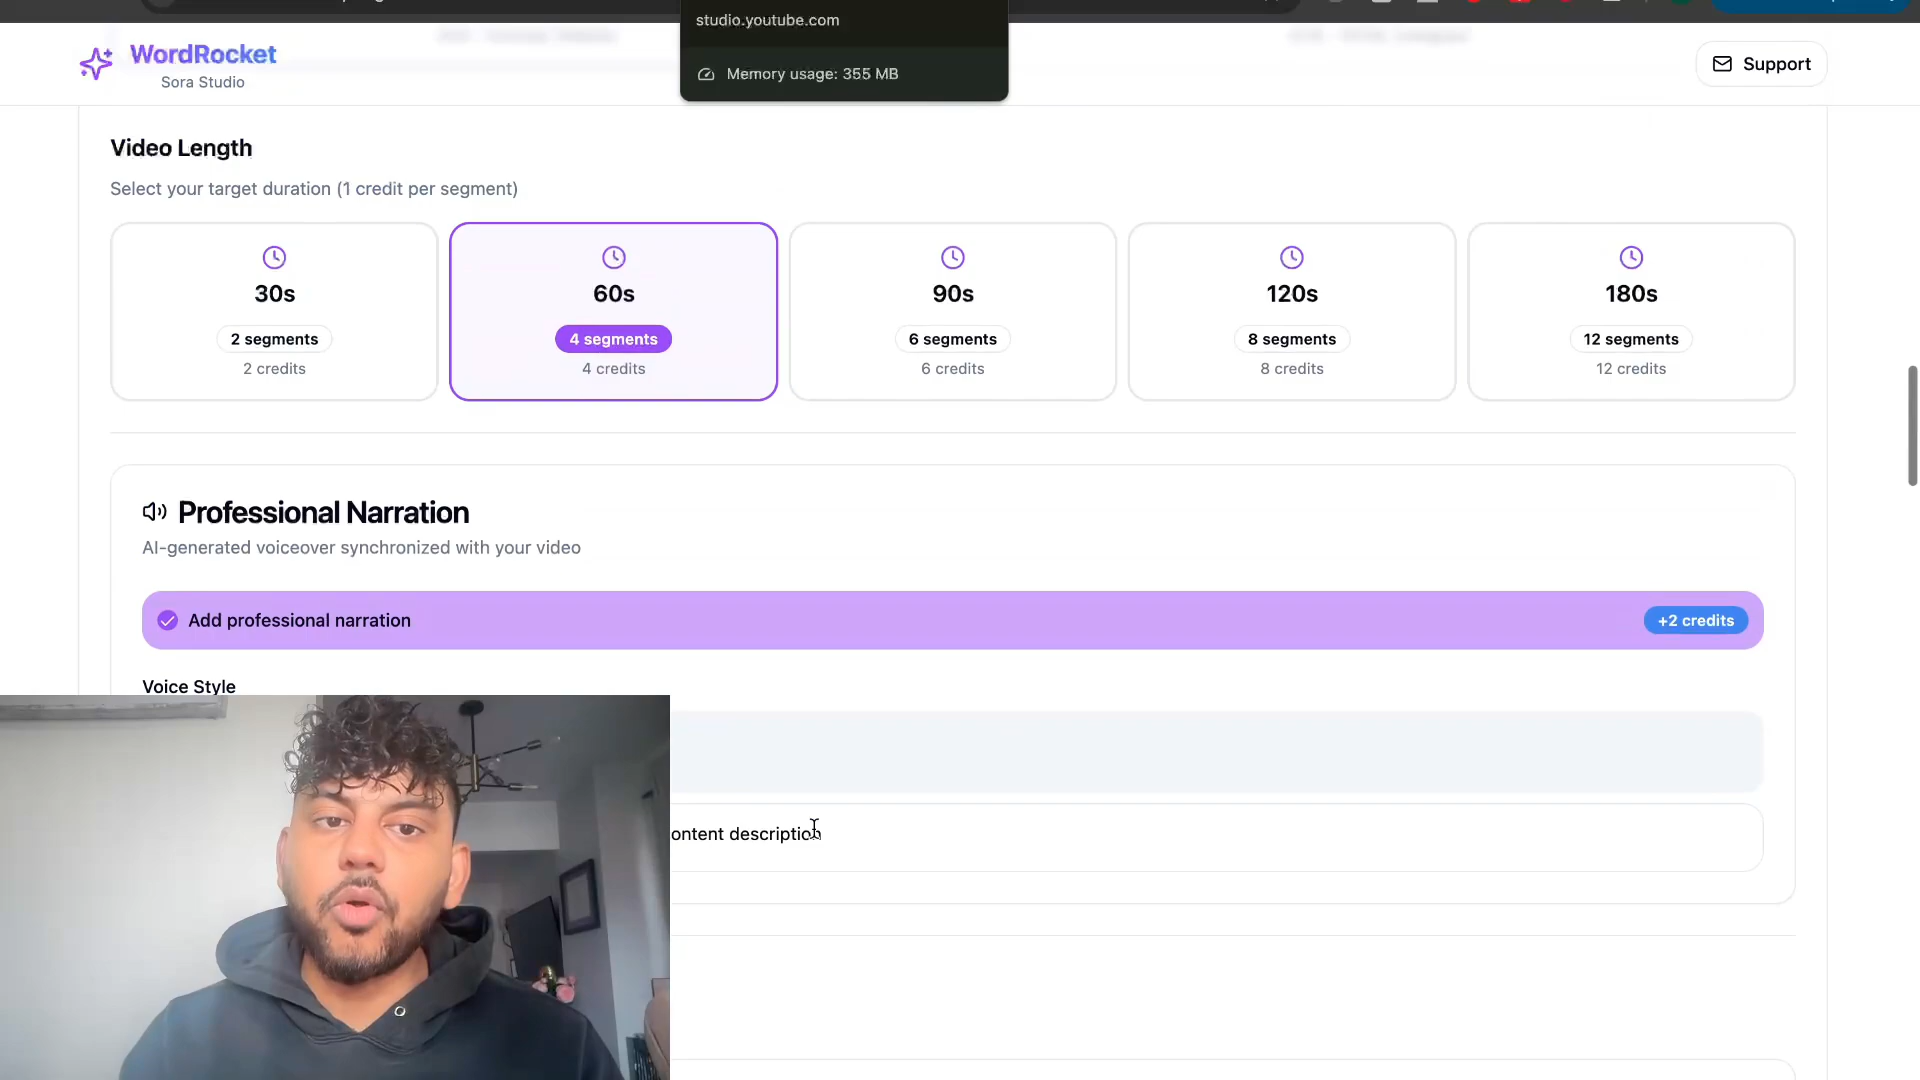 studio.youtube.com
Memory usage: 355 MB
WordRocket
Sora Studio
Support
Video Length
Select your target duration (1 credit per segment)
30s
2 segments
2 credits
60s
4 segments
4 credits
90s
6 segments
6 credits
120s
8 segments
8 credits
180s
12 segments
12 credits
Professional Narration
AI-generated voiceover synchronized with your video
Add professional narration
+2 credits
Voice Style
ontent description